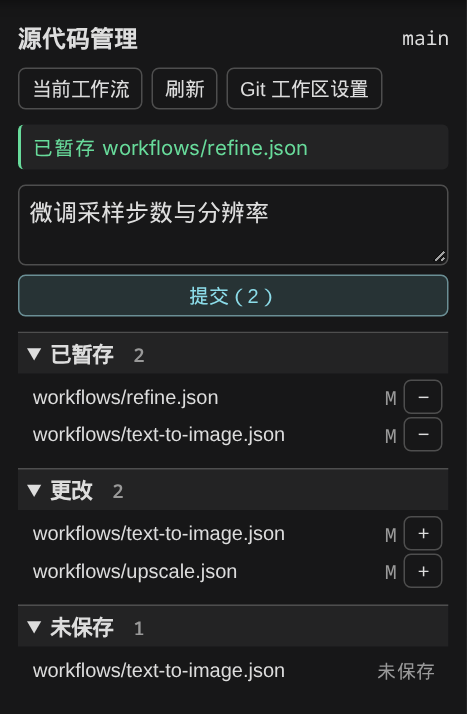 源代码管理 main
当前工作流 刷新 Git 工作区设置
已暂存 workflows/refine.json
微调采样步数与分辨率
提交（2）
▼ 已暂存 2
workflows/refine.json M −
workflows/text-to-image.json M −
▼ 更改 2
workflows/text-to-image.json M +
workflows/upscale.json M +
▼ 未保存 1
workflows/text-to-image.json 未保存